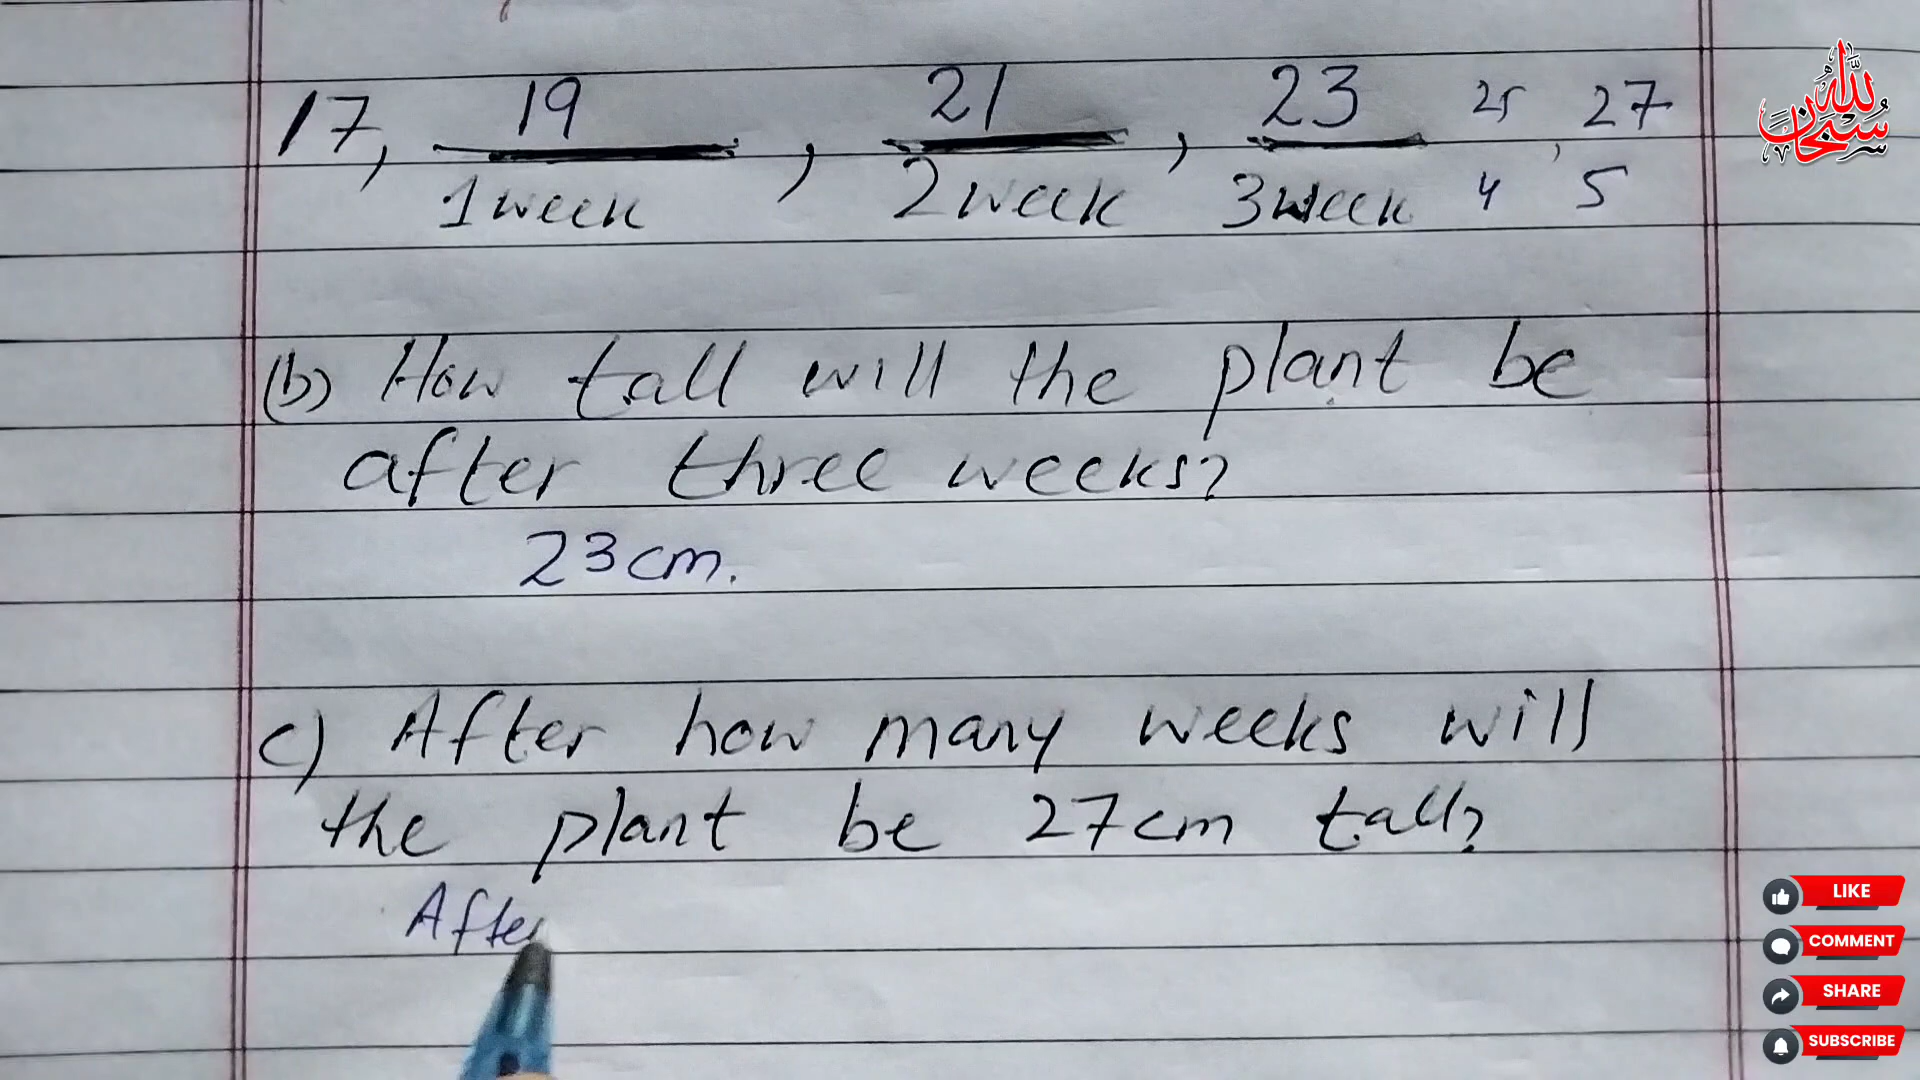 17, 19, 21, 23 25, 27
1 week 2 week 3 week 4 5
(b) How tall will the plant be
after three weeks?
23cm.
c) After how many weeks will
the plant be 27cm tall?
After
سُبْحَانَ اللّٰه
LIKE
COMMENT
SHARE
SUBSCRIBE